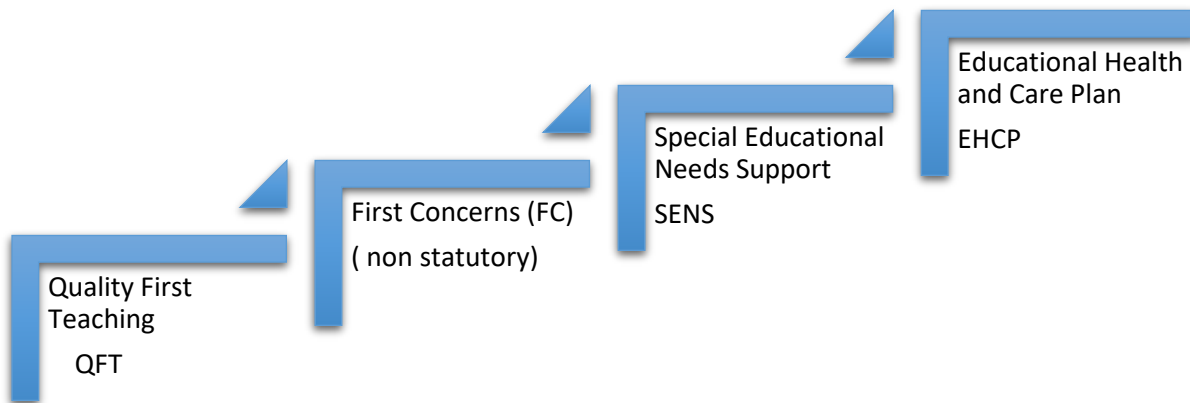 Quality First
Teaching
QFT
First Concerns (FC)
( non statutory)
Special Educational
Needs Support
SENS
Educational Health
and Care Plan
EHCP